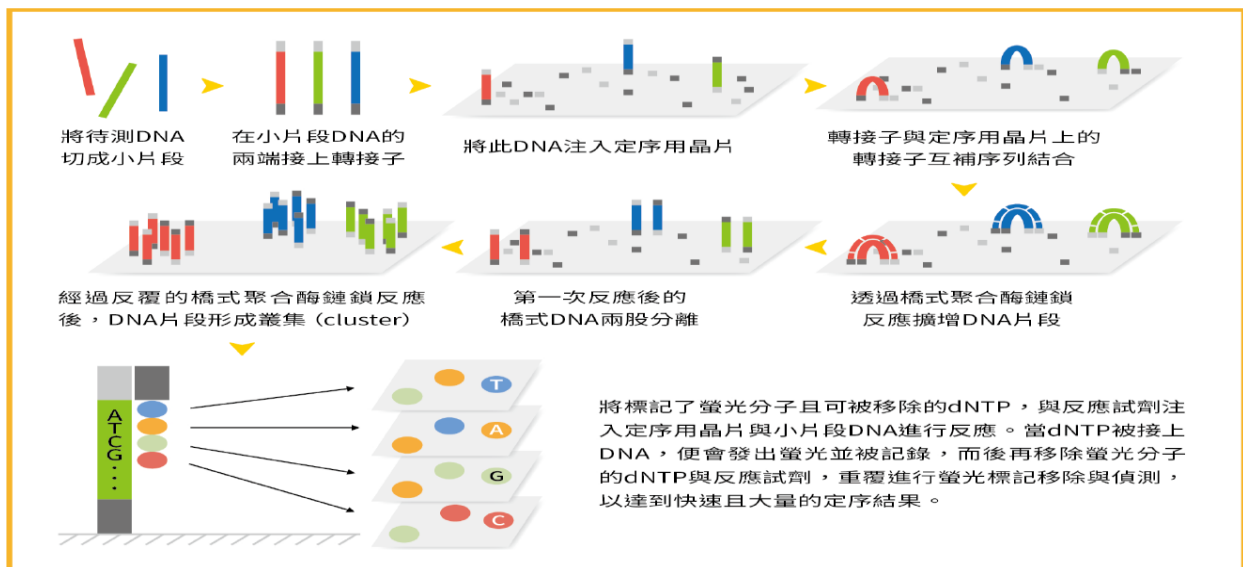 將待測DNA
切成小片段
在小片段DNA的
兩端接上轉接子
將此DNA注入定序用晶片
轉接子與定序用晶片上的
轉接子互補序列結合
經過反覆的橋式聚合酶鏈鎖反應
後，DNA片段形成叢集 (cluster)
第一次反應後的
橋式DNA兩股分離
透過橋式聚合酶鏈鎖
反應擴增DNA片段
ATCG····
T
A
G
C
將標記了螢光分子且可被移除的dNTP，與反應試劑注
入定序用晶片與小片段DNA進行反應。當dNTP被接上
DNA，便會發出螢光並被記錄，而後再移除螢光分子
的dNTP與反應試劑，重覆進行螢光標記移除與偵測，
以達到快速且大量的定序結果。